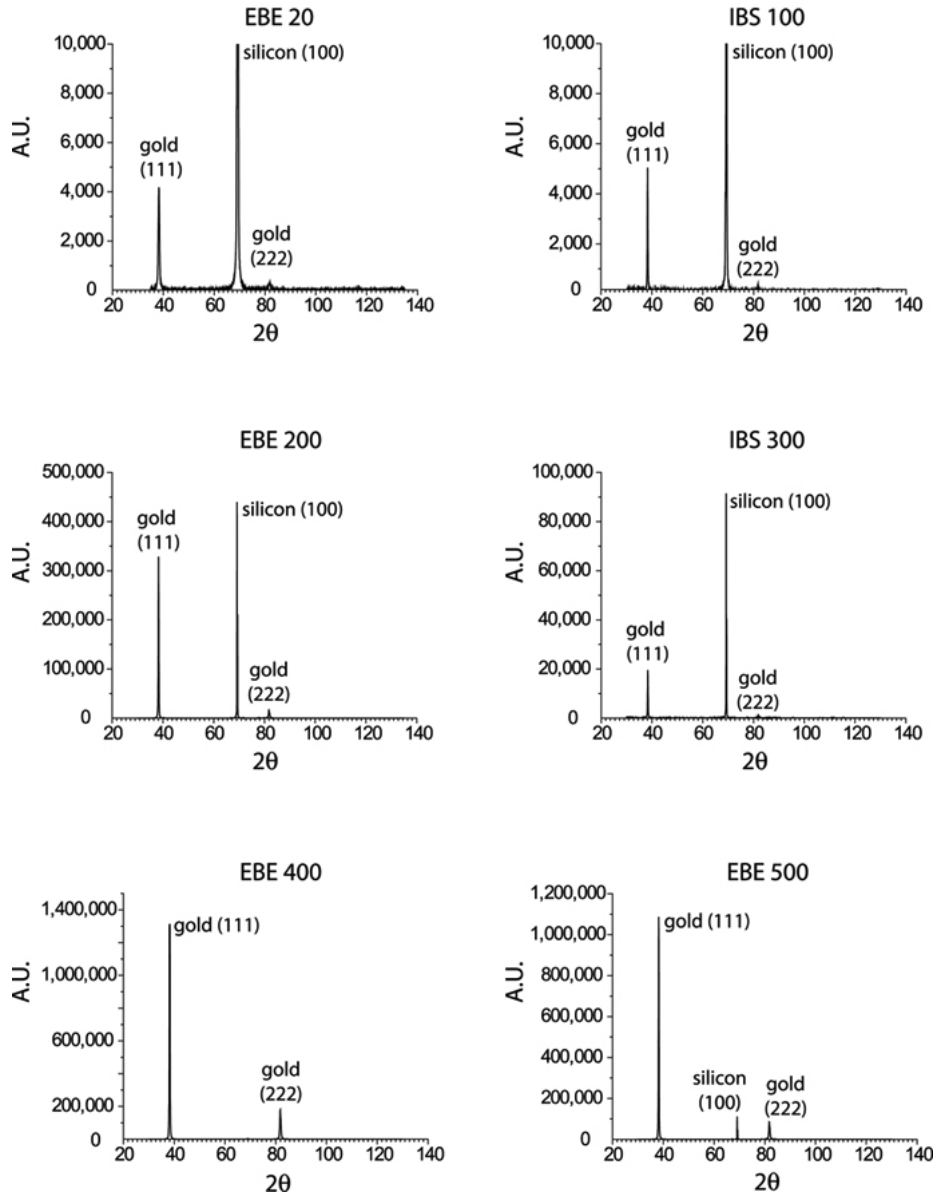 EBE 20
10,000
8,000
6,000
4,000
2,000
0
A.U.
gold
(111)
silicon (100)
gold
(222)
20 40 60 80 100 120 140
2θ
IBS 100
10,000
8,000
6,000
4,000
2,000
0
A.U.
gold
(111)
silicon (100)
gold
(222)
20 40 60 80 100 120 140
2θ
EBE 200
500,000
400,000
300,000
200,000
100,000
0
A.U.
gold
(111)
silicon (100)
gold
(222)
20 40 60 80 100 120 140
2θ
IBS 300
100,000
80,000
60,000
40,000
20,000
0
A.U.
gold
(111)
silicon (100)
gold
(222)
20 40 60 80 100 120 140
2θ
EBE 400
1,400,000
1,000,000
600,000
200,000
0
A.U.
gold (111)
gold
(222)
20 40 60 80 100 120 140
2θ
EBE 500
1,200,000
1,000,000
800,000
600,000
400,000
200,000
0
A.U.
gold (111)
silicon
(100)
gold
(222)
20 40 60 80 100 120 140
2θ